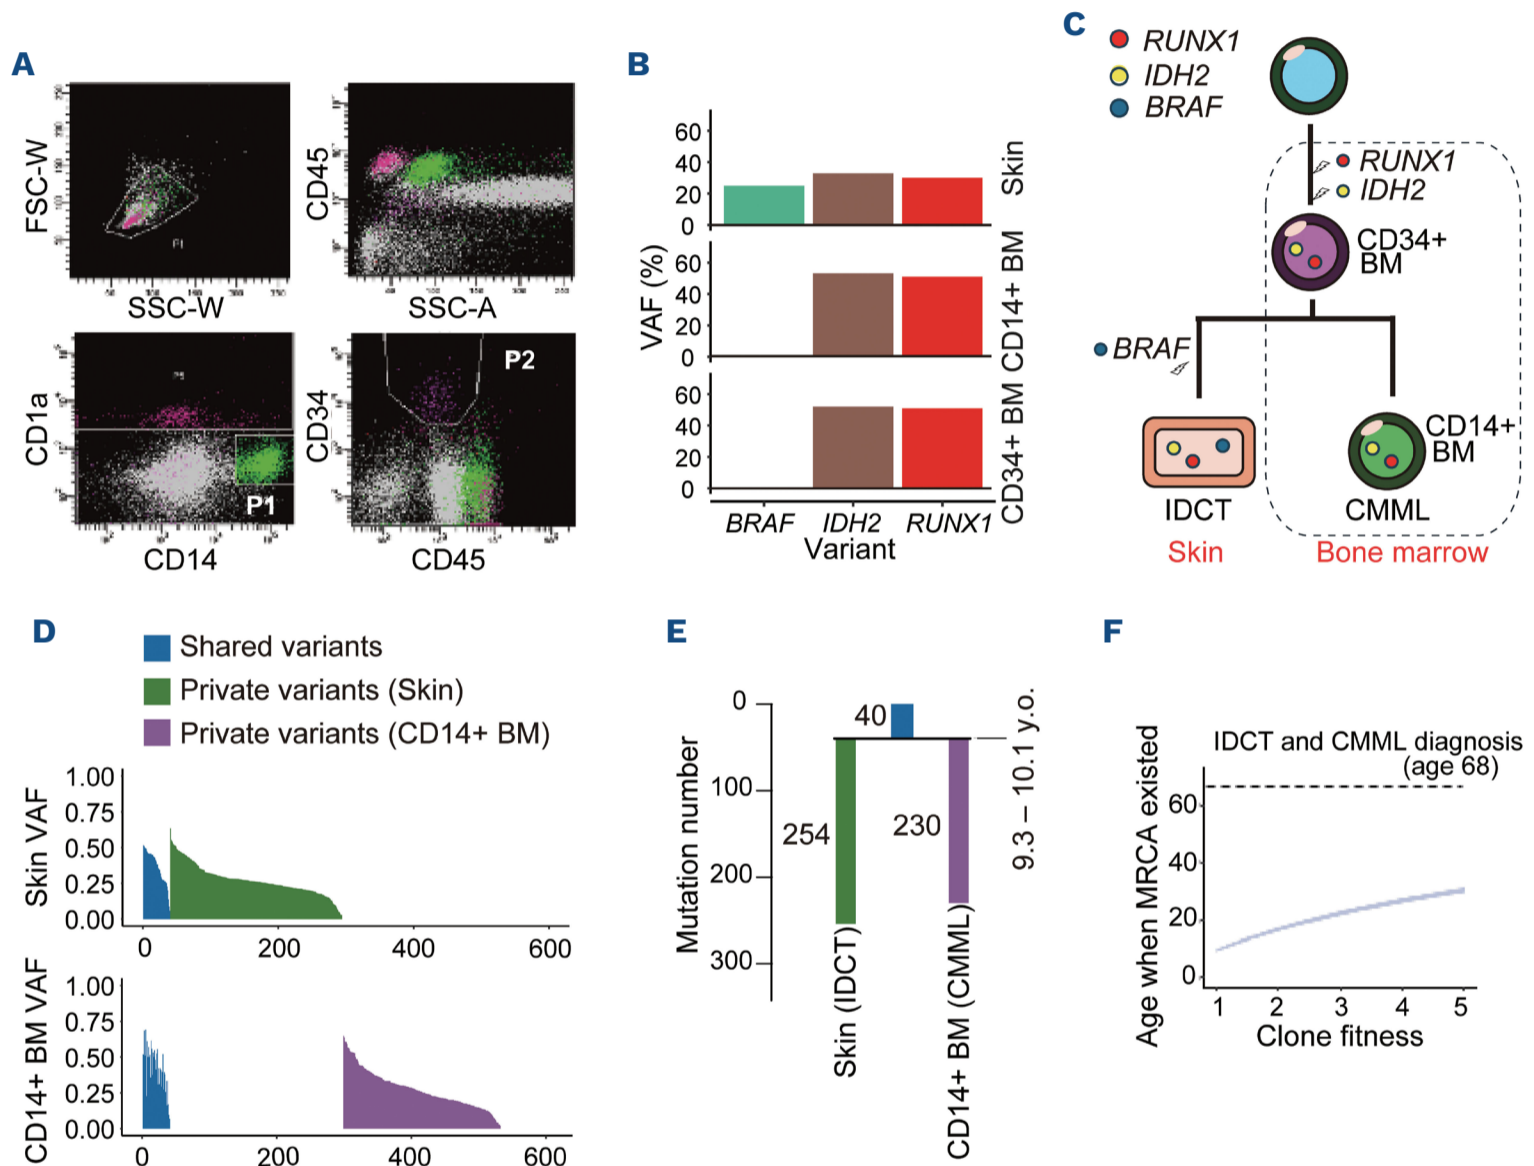 A
FSC-W
SSC-W
CD45
SSC-A
CD1a
P1
CD14
CD34
P2
CD45
B
VAF (%)
60
40
20
0
Skin
60
40
20
0
CD14+ BM
60
40
20
0
CD34+ BM
BRAF IDH2 RUNX1
Variant
C
RUNX1
IDH2
BRAF
RUNX1
IDH2
CD34+
BM
BRAF
CD14+
BM
IDCT
CMML
Skin
Bone marrow
D
Shared variants
Private variants (Skin)
Private variants (CD14+ BM)
Skin VAF
1.00
0.75
0.50
0.25
0.00
0 200 400 600
CD14+ BM VAF
1.00
0.75
0.50
0.25
0.00
0 200 400 600
E
Mutation number
0
100
200
300
40
254
230
9.3 – 10.1 y.o.
Skin (IDCT)
CD14+ BM (CMML)
F
IDCT and CMML diagnosis
(age 68)
Age when MRCA existed
60
40
20
0
1 2 3 4 5
Clone fitness